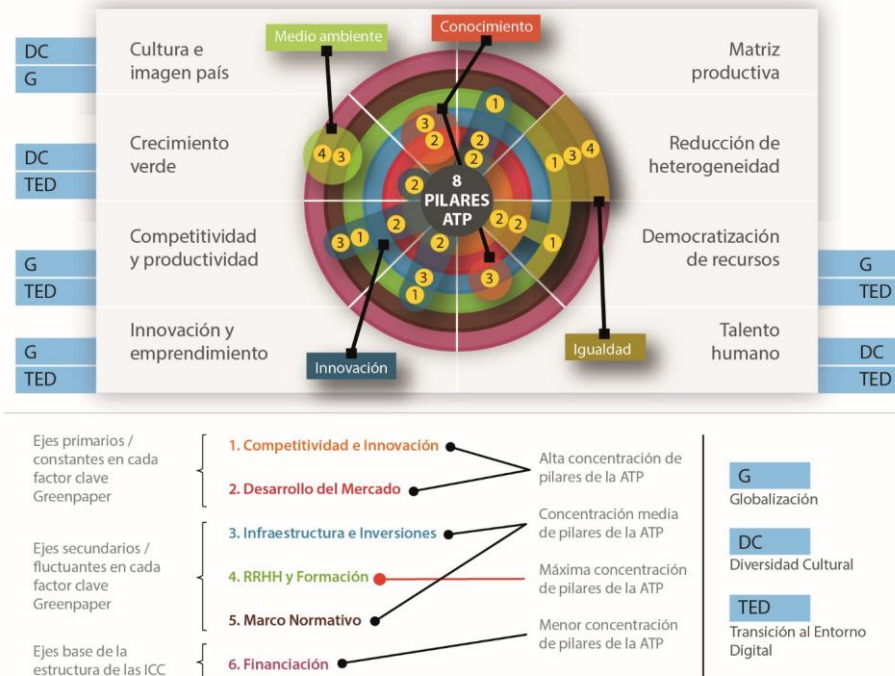 Medio ambiente
Conocimiento
DC
G
Cultura e
imagen país
Matriz
productiva
DC
TED
Crecimiento
verde
Reducción de
heterogeneidad
1
3
2
2
2
4 3
1 3 4
2
8
PILARES
ATP
G
TED
Competitividad
y productividad
Democratización
de recursos
G
TED
2 2
2
3 1
2
1
3
3
1
G
TED
Innovación y
emprendimiento
Talento
humano
DC
TED
Innovación
Igualdad
Ejes primarios /
constantes en cada
factor clave
Greenpaper
1. Competitividad e Innovación
2. Desarrollo del Mercado
Alta concentración de
pilares de la ATP
Ejes secundarios /
fluctuantes en cada
factor clave
Greenpaper
3. Infraestructura e Inversiones
4. RRHH y Formación
5. Marco Normativo
Concentración media
de pilares de la ATP
Máxima concentración
de pilares de la ATP
Ejes base de la
estructura de las ICC
6. Financiación
Menor concentración
de pilares de la ATP
G
Globalización
DC
Diversidad Cultural
TED
Transición al Entorno
Digital